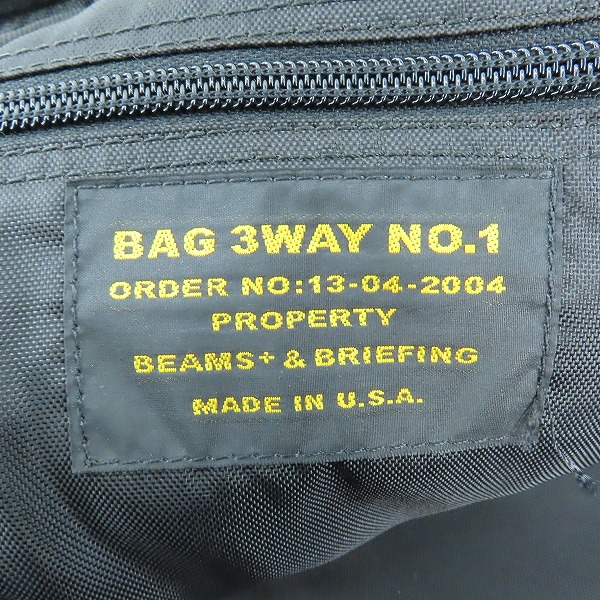 BAG 3WAY NO.1
ORDER NO:13-04-2004
PROPERTY
BEAMS+ & BRIEFING
MADE IN U.S.A.